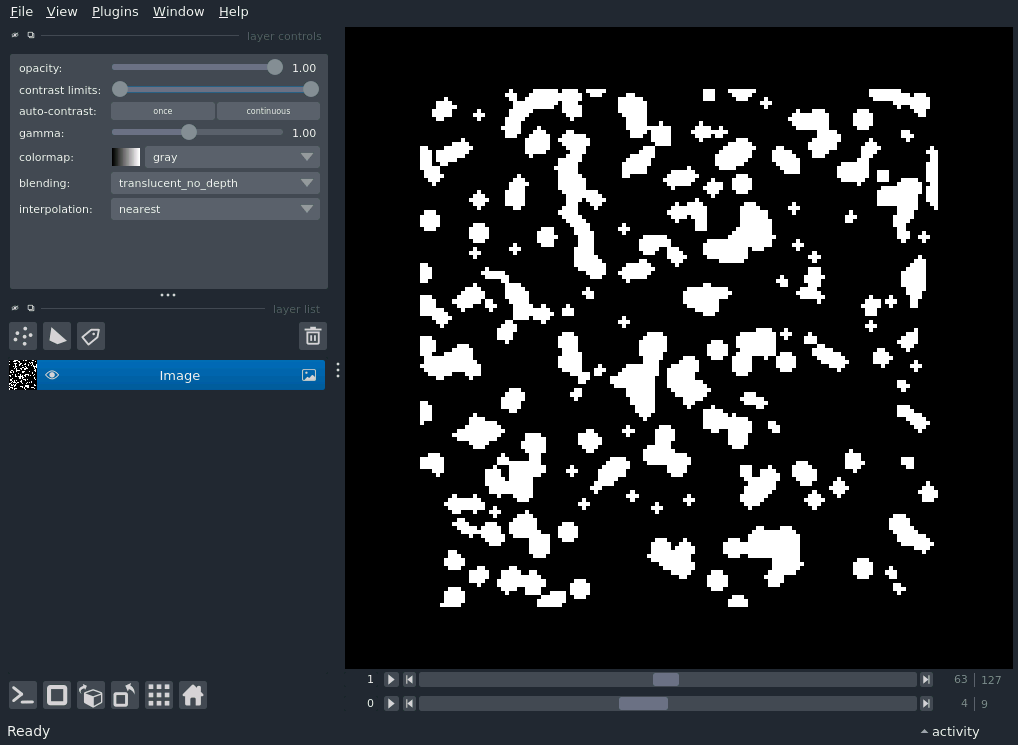 File View Plugins Window Help
layer controls
opacity: 1.00
contrast limits:
auto-contrast: once continuous
gamma: 1.00
colormap: gray
blending: translucent_no_depth
interpolation: nearest
layer list
Image
1 63 127
0 4 9
Ready activity